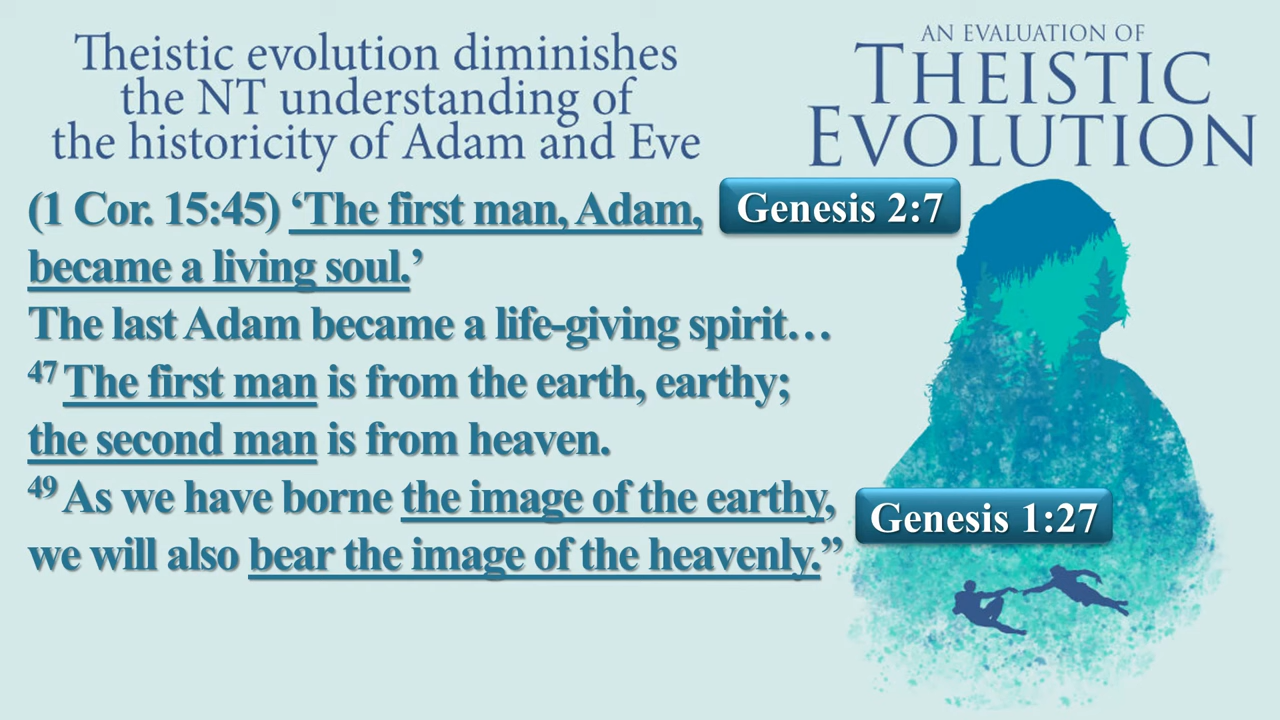 Theistic evolution diminishes
the NT understanding of
the historicity of Adam and Eve
AN EVALUATION OF
THEISTIC
EVOLUTION
(1 Cor. 15:45) ‘The first man, Adam,
Genesis 2:7
became a living soul.’
The last Adam became a life-giving spirit…
47 The first man is from the earth, earthy;
the second man is from heaven.
49 As we have borne the image of the earthy,
Genesis 1:27
we will also bear the image of the heavenly.”